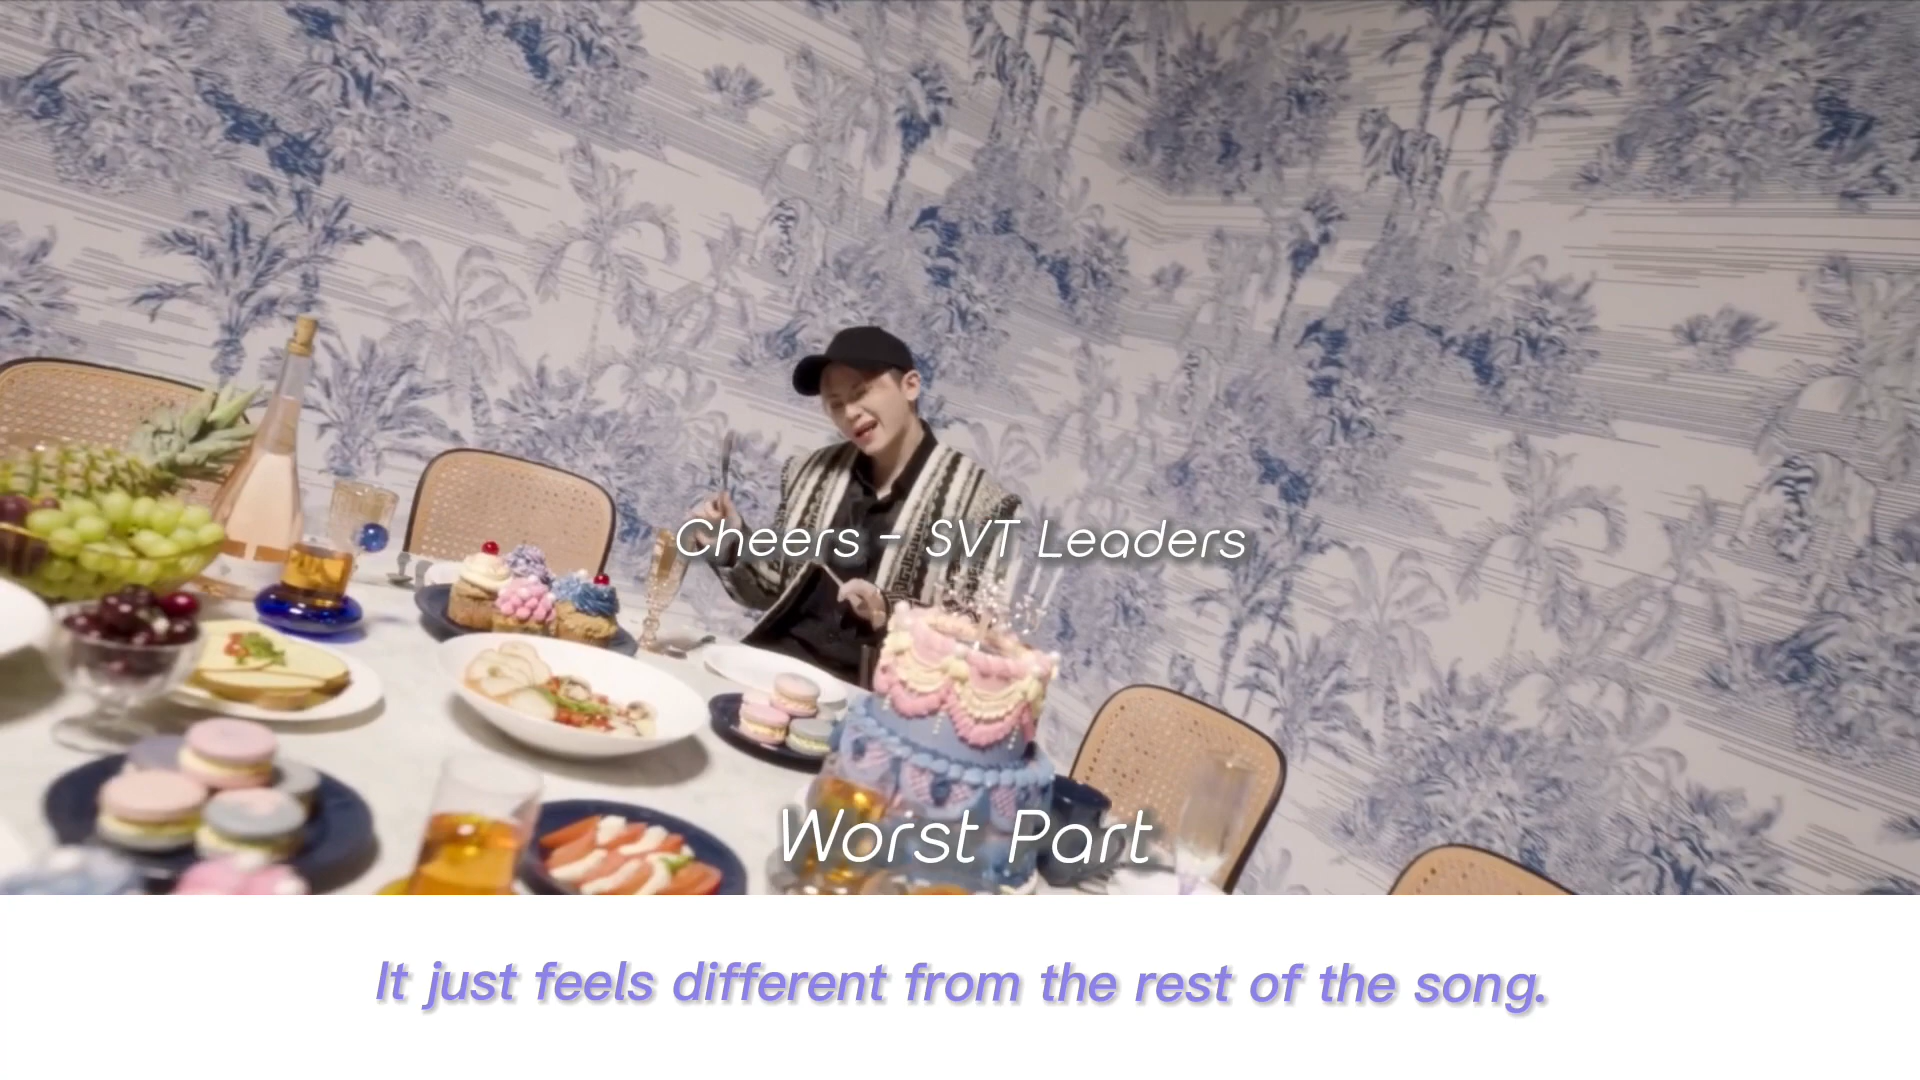 Cheers - SVT Leaders
Worst Part
It just feels different from the rest of the song.